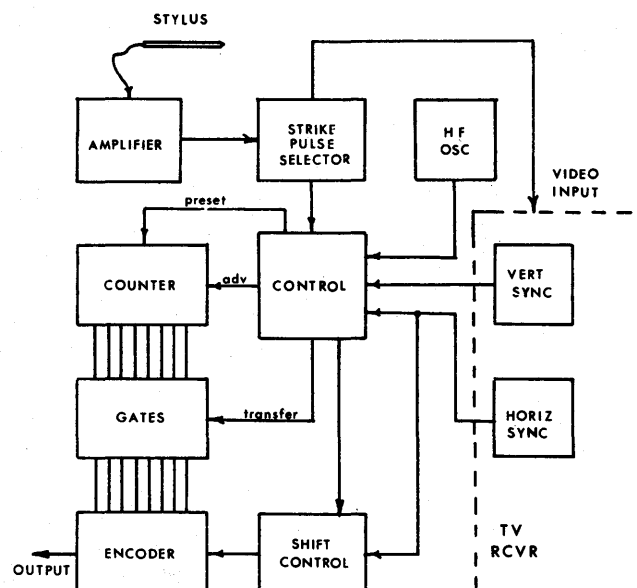 STYLUS
AMPLIFIER
STRIKE
PULSE
SELECTOR
H F
OSC
VIDEO
INPUT
preset
COUNTER
adv
CONTROL
VERT
SYNC
GATES
transfer
HORIZ
SYNC
ENCODER
SHIFT
CONTROL
TV
RCVR
OUTPUT